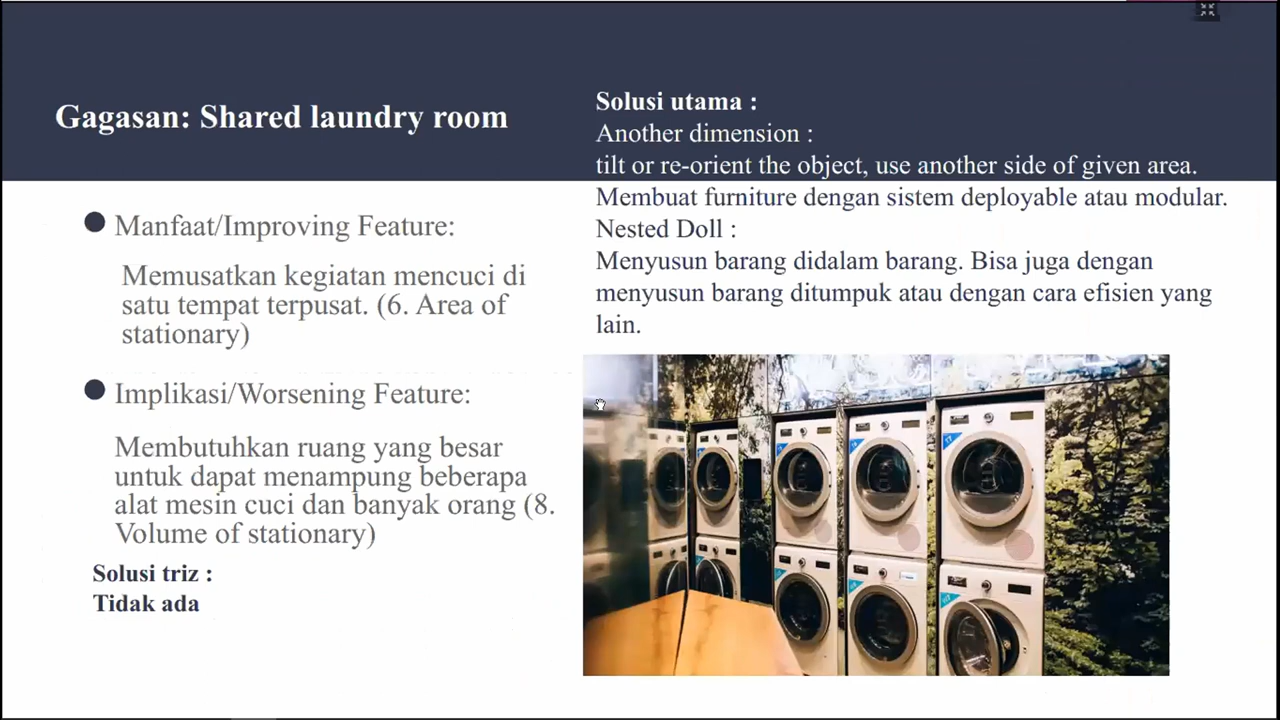 Gagasan: Shared laundry room
Manfaat/Improving Feature:
Memusatkan kegiatan mencuci di
satu tempat terpusat. (6. Area of
stationary)
Implikasi/Worsening Feature:
Membutuhkan ruang yang besar
untuk dapat menampung beberapa
alat mesin cuci dan banyak orang (8.
Volume of stationary)
Solusi triz :
Tidak ada
Solusi utama :
Another dimension :
tilt or re-orient the object, use another side of given area.
Membuat furniture dengan sistem deployable atau modular.
Nested Doll :
Menyusun barang didalam barang. Bisa juga dengan
menyusun barang ditumpuk atau dengan cara efisien yang
lain.